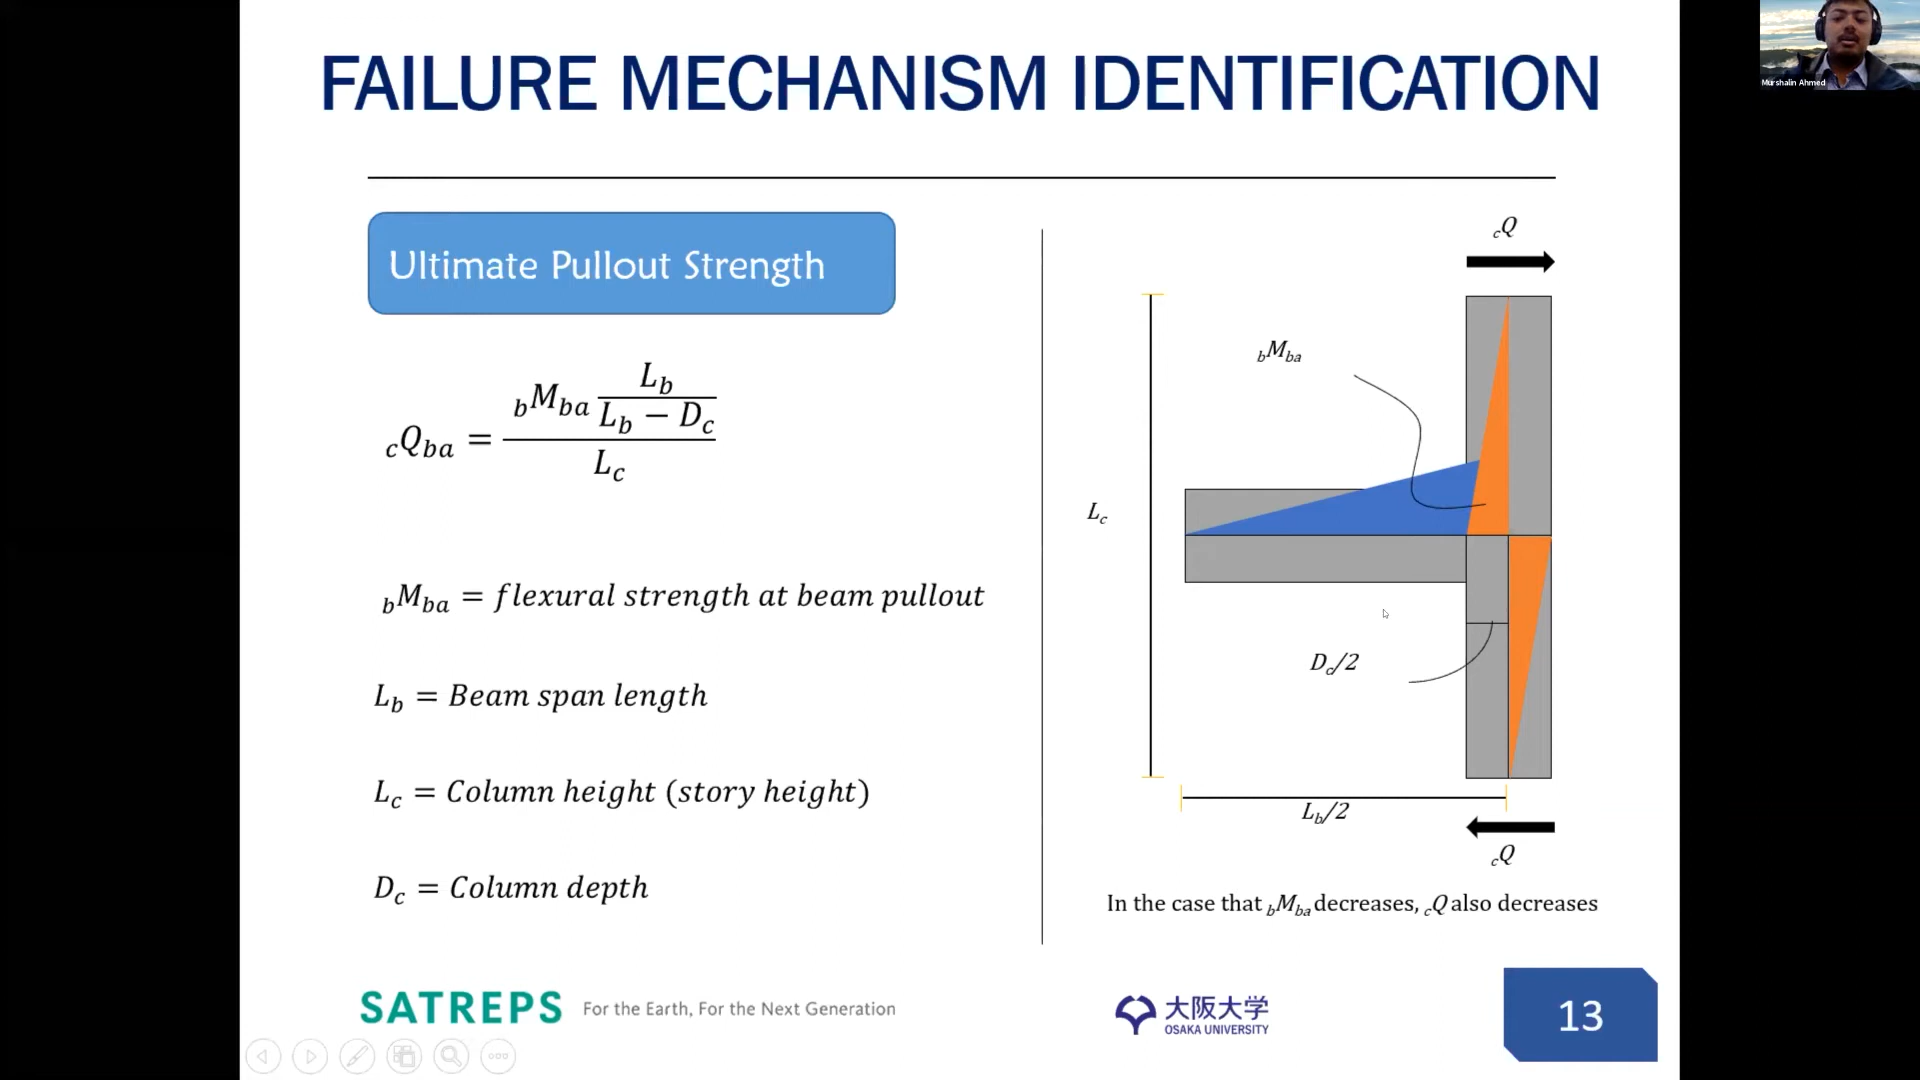 FAILURE MECHANISM IDENTIFICATION
Murshalin Ahmed
Ultimate Pullout Strength
cQba = bMba Lb / (Lb − Dc) / Lc
bMba = flexural strength at beam pullout
Lb = Beam span length
Lc = Column height (story height)
Dc = Column depth
cQ
bMba
Lc
Dc/2
Lb/2
cQ
In the case that bMba decreases, cQ also decreases
SATREPS For the Earth, For the Next Generation
大阪大学
OSAKA UNIVERSITY
13